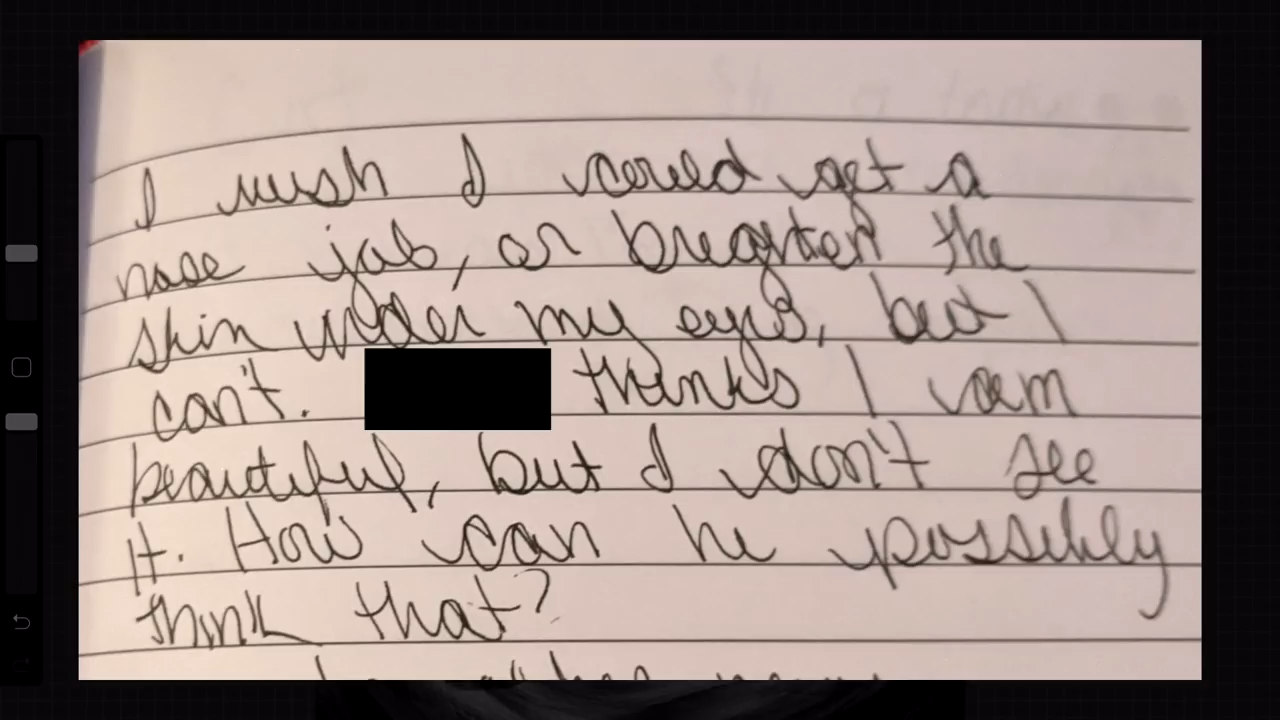 I wish I could get a
nose job, or brighten the
skin under my eyes, but I
can't. thinks I am
beautiful, but I don't see
it. How can he possibly
think that?